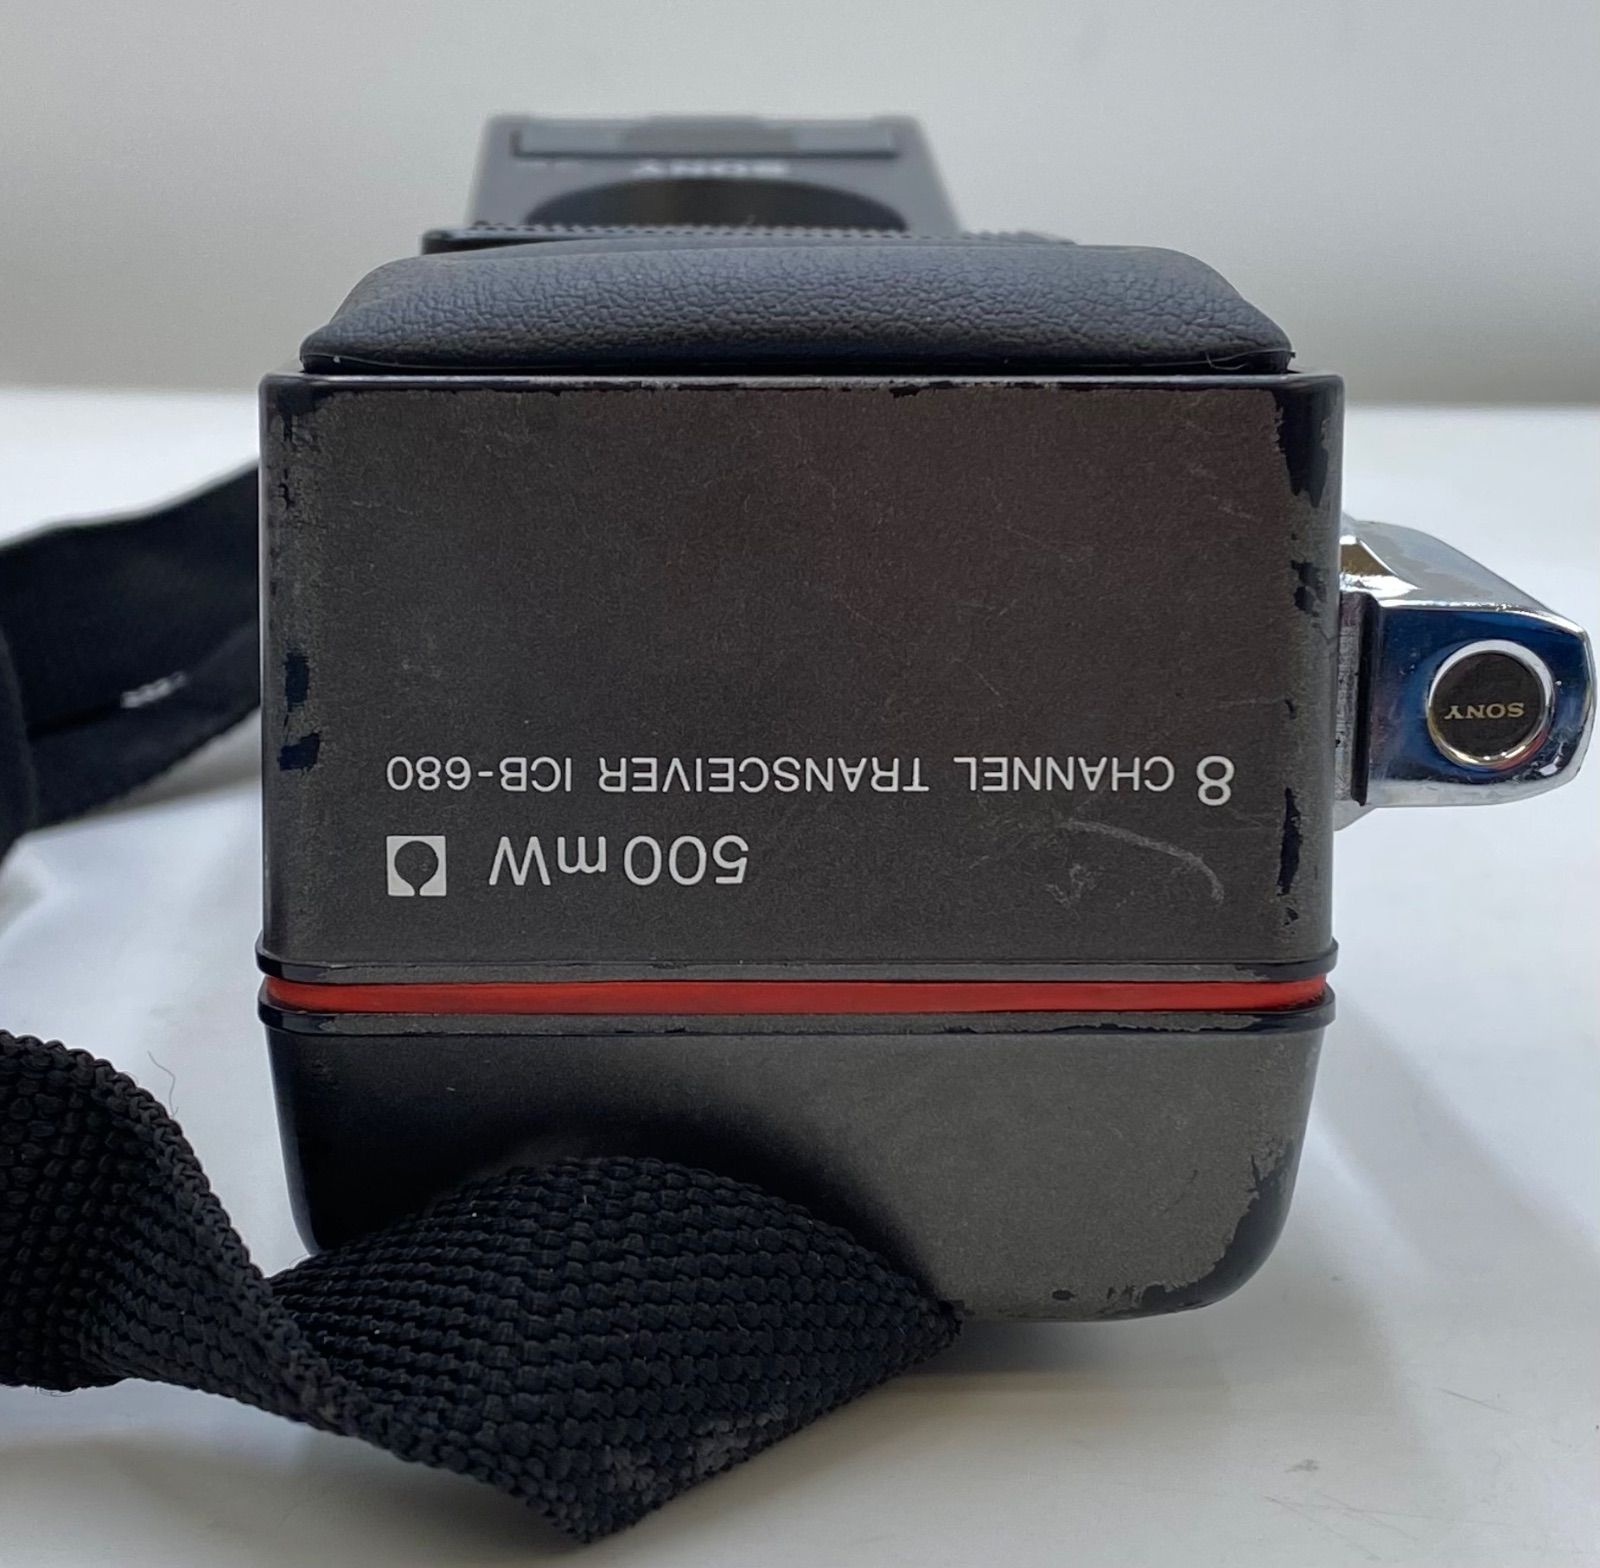 500 mW
8 CHANNEL TRANSCEIVER ICB-680
SONY
SONY